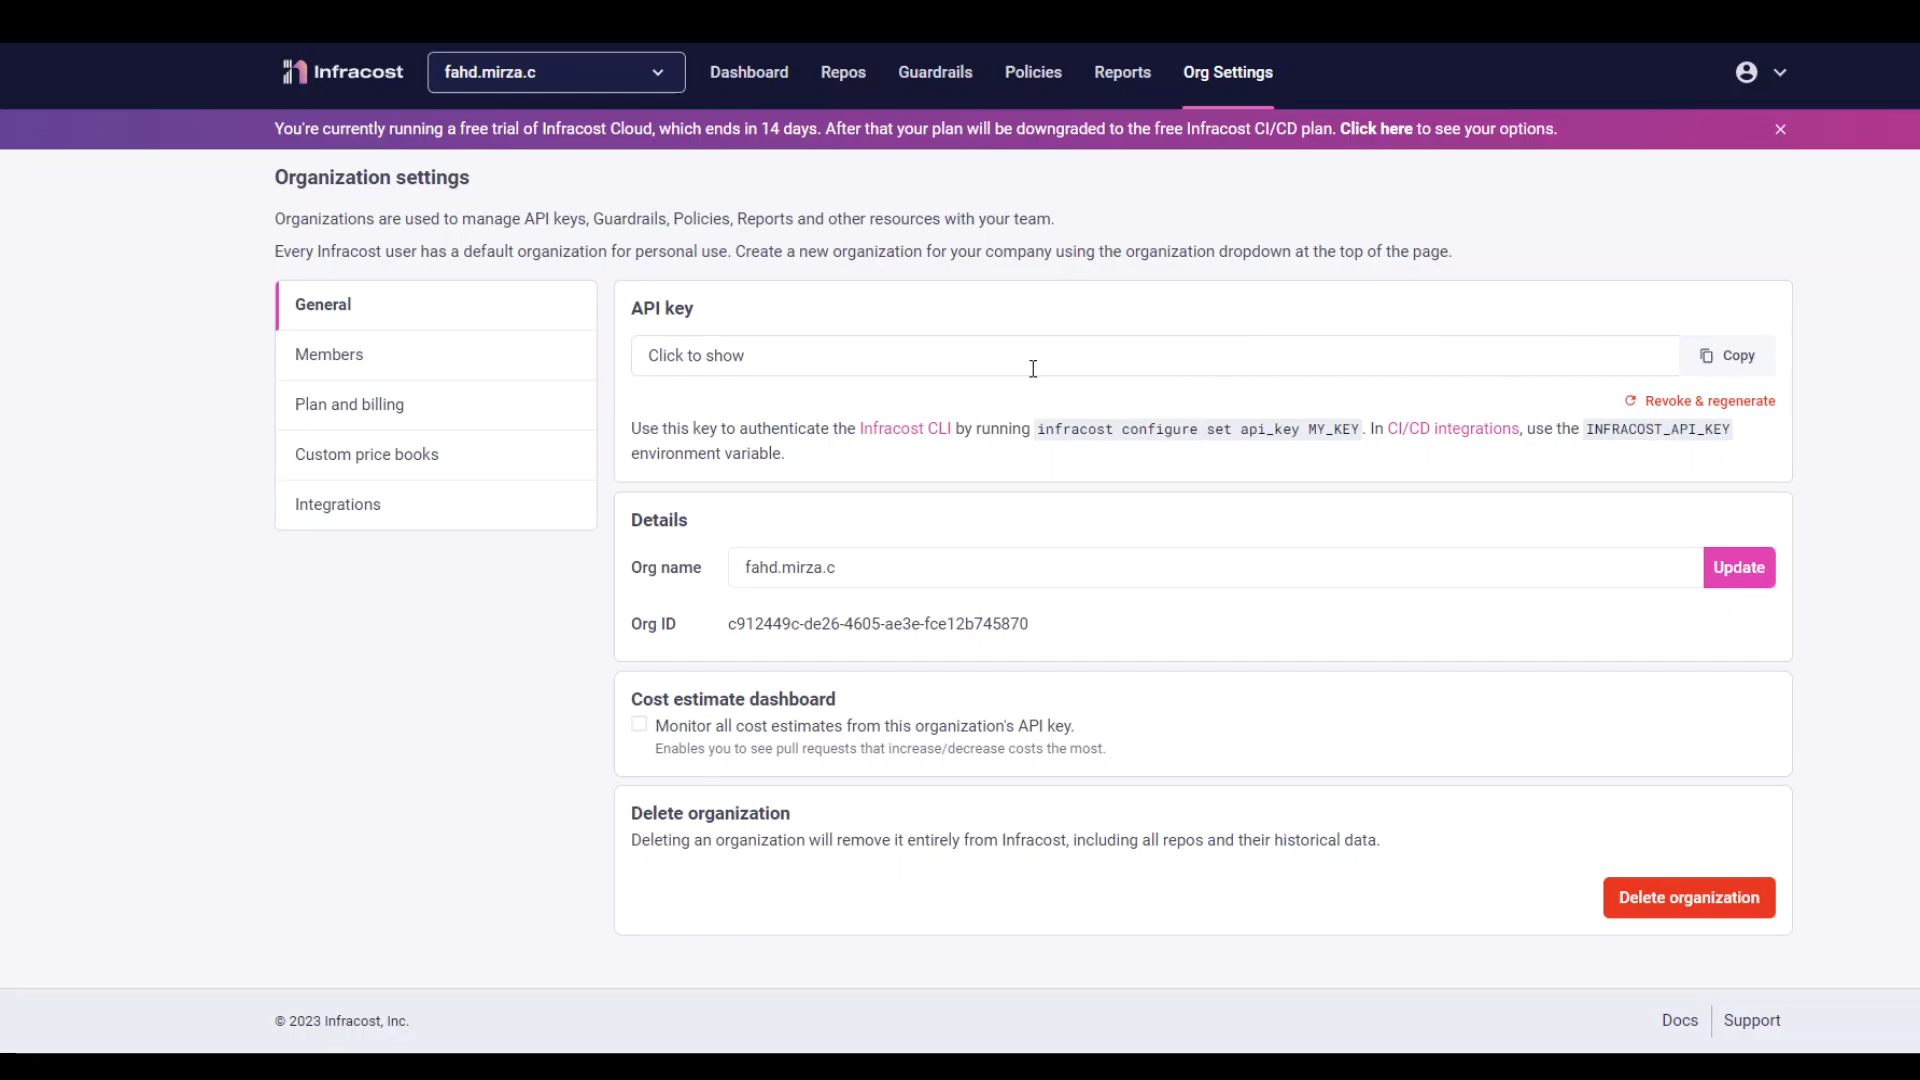 Infracost
fahd.mirza.c
Dashboard
Repos
Guardrails
Policies
Reports
Org Settings
You're currently running a free trial of Infracost Cloud, which ends in 14 days. After that your plan will be downgraded to the free Infracost CI/CD plan. Click here to see your options.
Organization settings
Organizations are used to manage API keys, Guardrails, Policies, Reports and other resources with your team.
Every Infracost user has a default organization for personal use. Create a new organization for your company using the organization dropdown at the top of the page.
General
Members
Plan and billing
Custom price books
Integrations
API key
Click to show
Copy
Revoke & regenerate
Use this key to authenticate the Infracost CLI by running infracost configure set api_key MY_KEY. In CI/CD integrations, use the INFRACOST_API_KEY
environment variable.
Details
Org name
fahd.mirza.c
Update
Org ID
c912449c-de26-4605-ae3e-fce12b745870
Cost estimate dashboard
Monitor all cost estimates from this organization's API key.
Enables you to see pull requests that increase/decrease costs the most.
Delete organization
Deleting an organization will remove it entirely from Infracost, including all repos and their historical data.
Delete organization
© 2023 Infracost, Inc.
Docs
Support